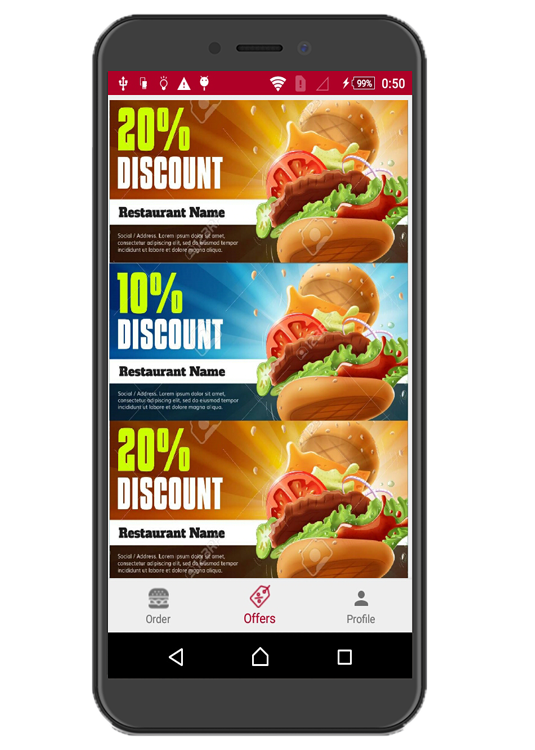 99% 0:50
20%
DISCOUNT
Restaurant Name
Social / Address. Lorem ipsum dolor sit amet,
consectetur adipiscing elit, sed do eiusmod tempor
incididunt ut labore et dolore magna aliqua.
10%
DISCOUNT
Restaurant Name
Social / Address. Lorem ipsum dolor sit amet,
consectetur adipiscing elit, sed do eiusmod tempor
incididunt ut labore et dolore magna aliqua.
20%
DISCOUNT
Restaurant Name
Social / Address. Lorem ipsum dolor sit amet,
consectetur adipiscing elit, sed do eiusmod tempor
incididunt ut labore et dolore magna aliqua.
Order Offers Profile